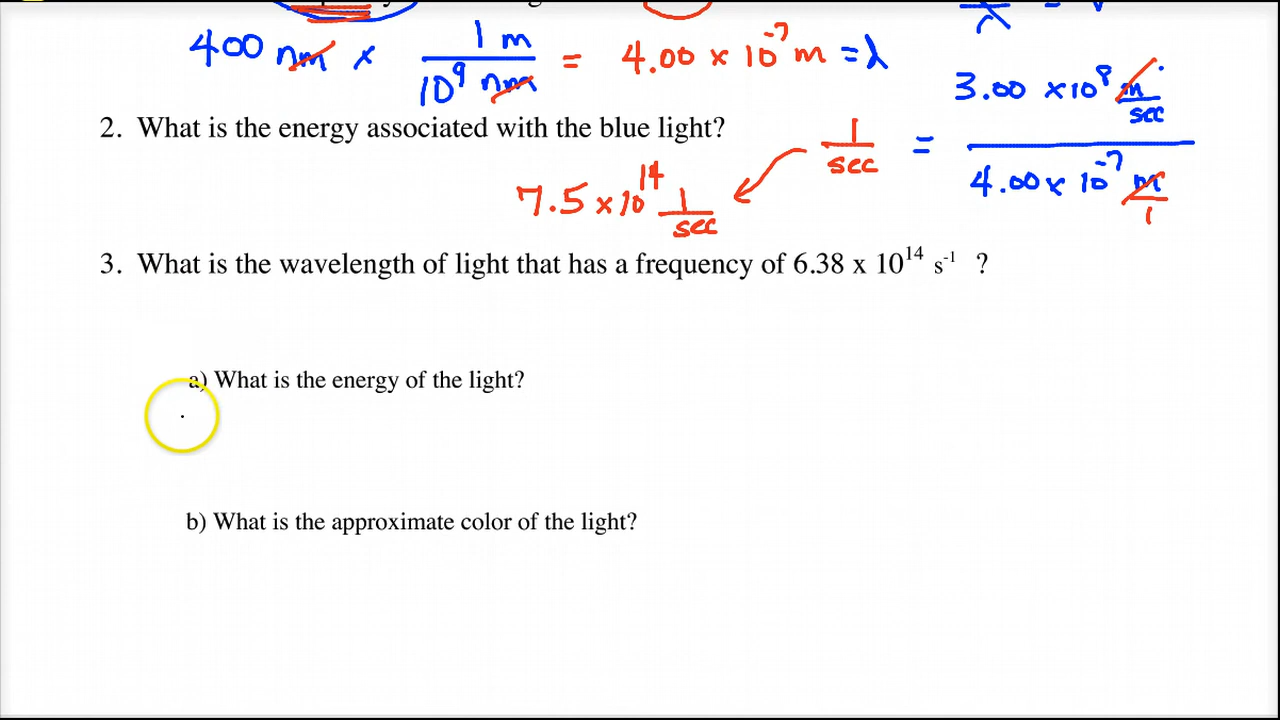 400 nm x 1 m / 10⁹ nm = 4.00 x 10⁻⁷ m = λ
3.00 x10⁸ m/sec
2. What is the energy associated with the blue light?
1/sec =
4.00 x 10⁻⁷ m/1
7.5 x10¹⁴ 1/sec
3. What is the wavelength of light that has a frequency of 6.38 x 10¹⁴ s⁻¹ ?
a) What is the energy of the light?
b) What is the approximate color of the light?